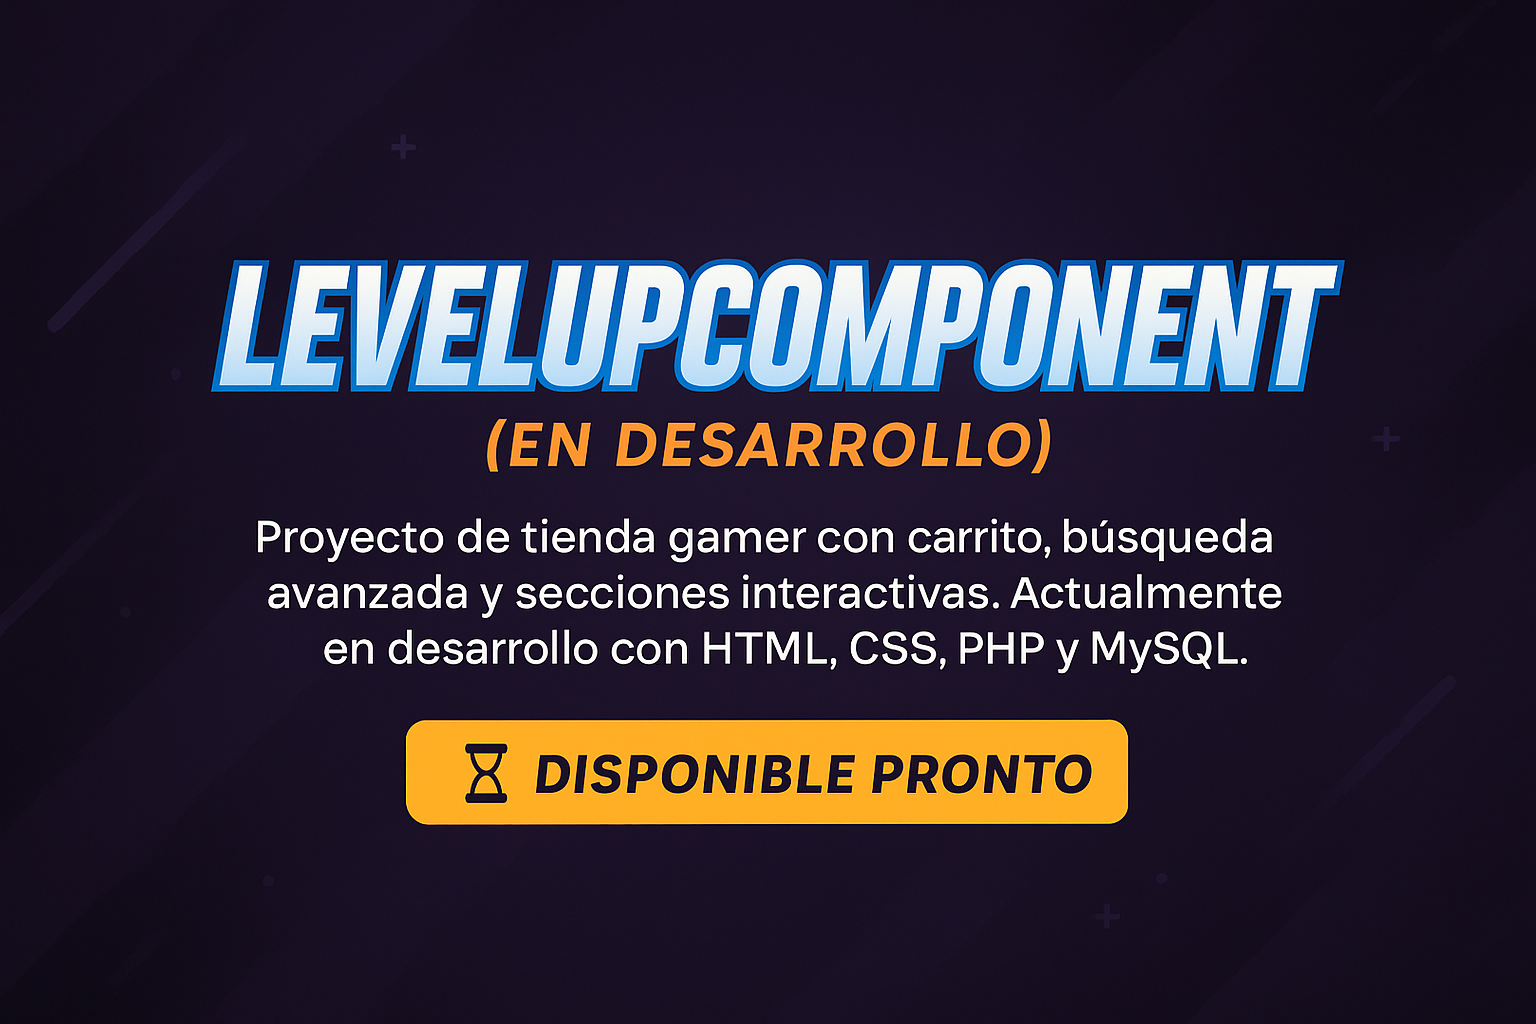 LEVELUPCOMPONENT
(EN DESARROLLO)
Proyecto de tienda gamer con carrito, búsqueda
avanzada y secciones interactivas. Actualmente
en desarrollo con HTML, CSS, PHP y MySQL.
DISPONIBLE PRONTO